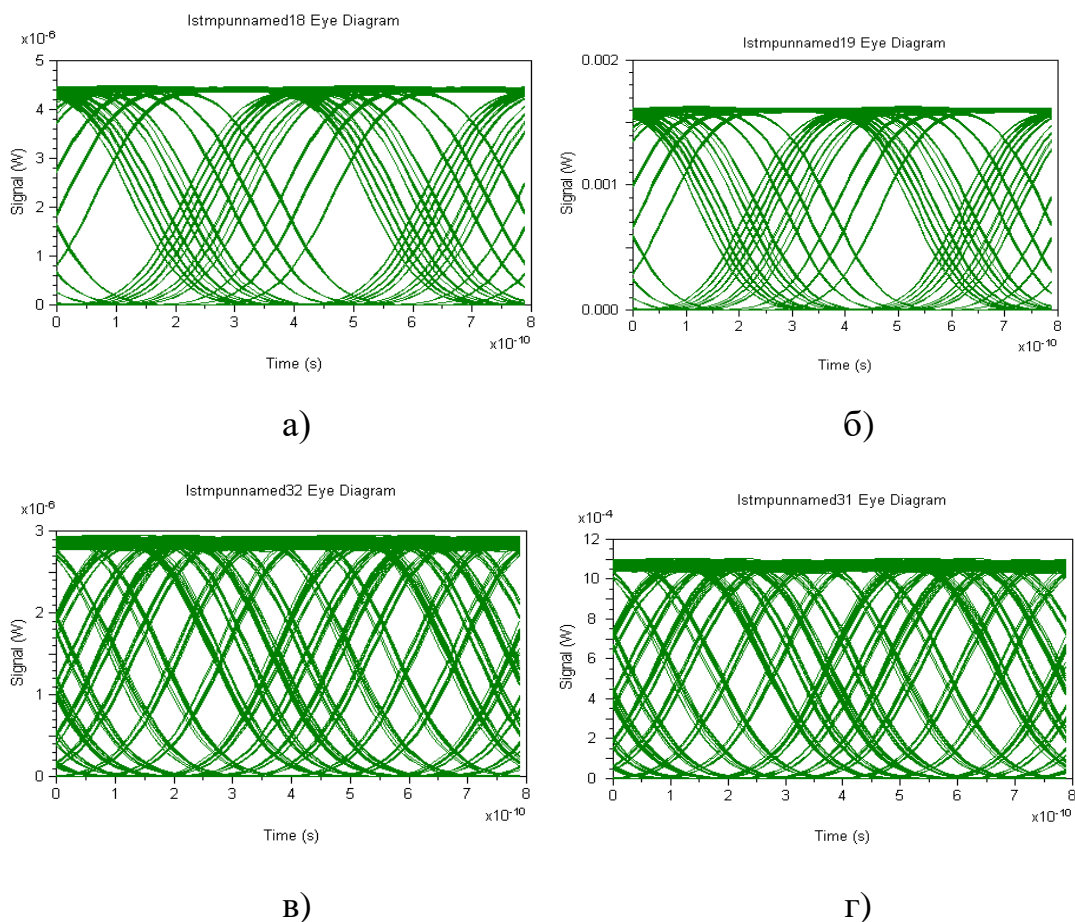 lstmpunnamed18 Eye Diagram
x10-6
5
4
3
2
1
0
Signal (W)
0 1 2 3 4 5 6 7 8
x10-10
Time (s)
а)
lstmpunnamed19 Eye Diagram
0.002
0.001
0.000
Signal (W)
0 1 2 3 4 5 6 7 8
x10-10
Time (s)
б)
lstmpunnamed32 Eye Diagram
x10-6
3
2
1
0
Signal (W)
0 1 2 3 4 5 6 7 8
x10-10
Time (s)
в)
lstmpunnamed31 Eye Diagram
x10-4
12
10
8
6
4
2
0
Signal (W)
0 1 2 3 4 5 6 7 8
x10-10
Time (s)
г)